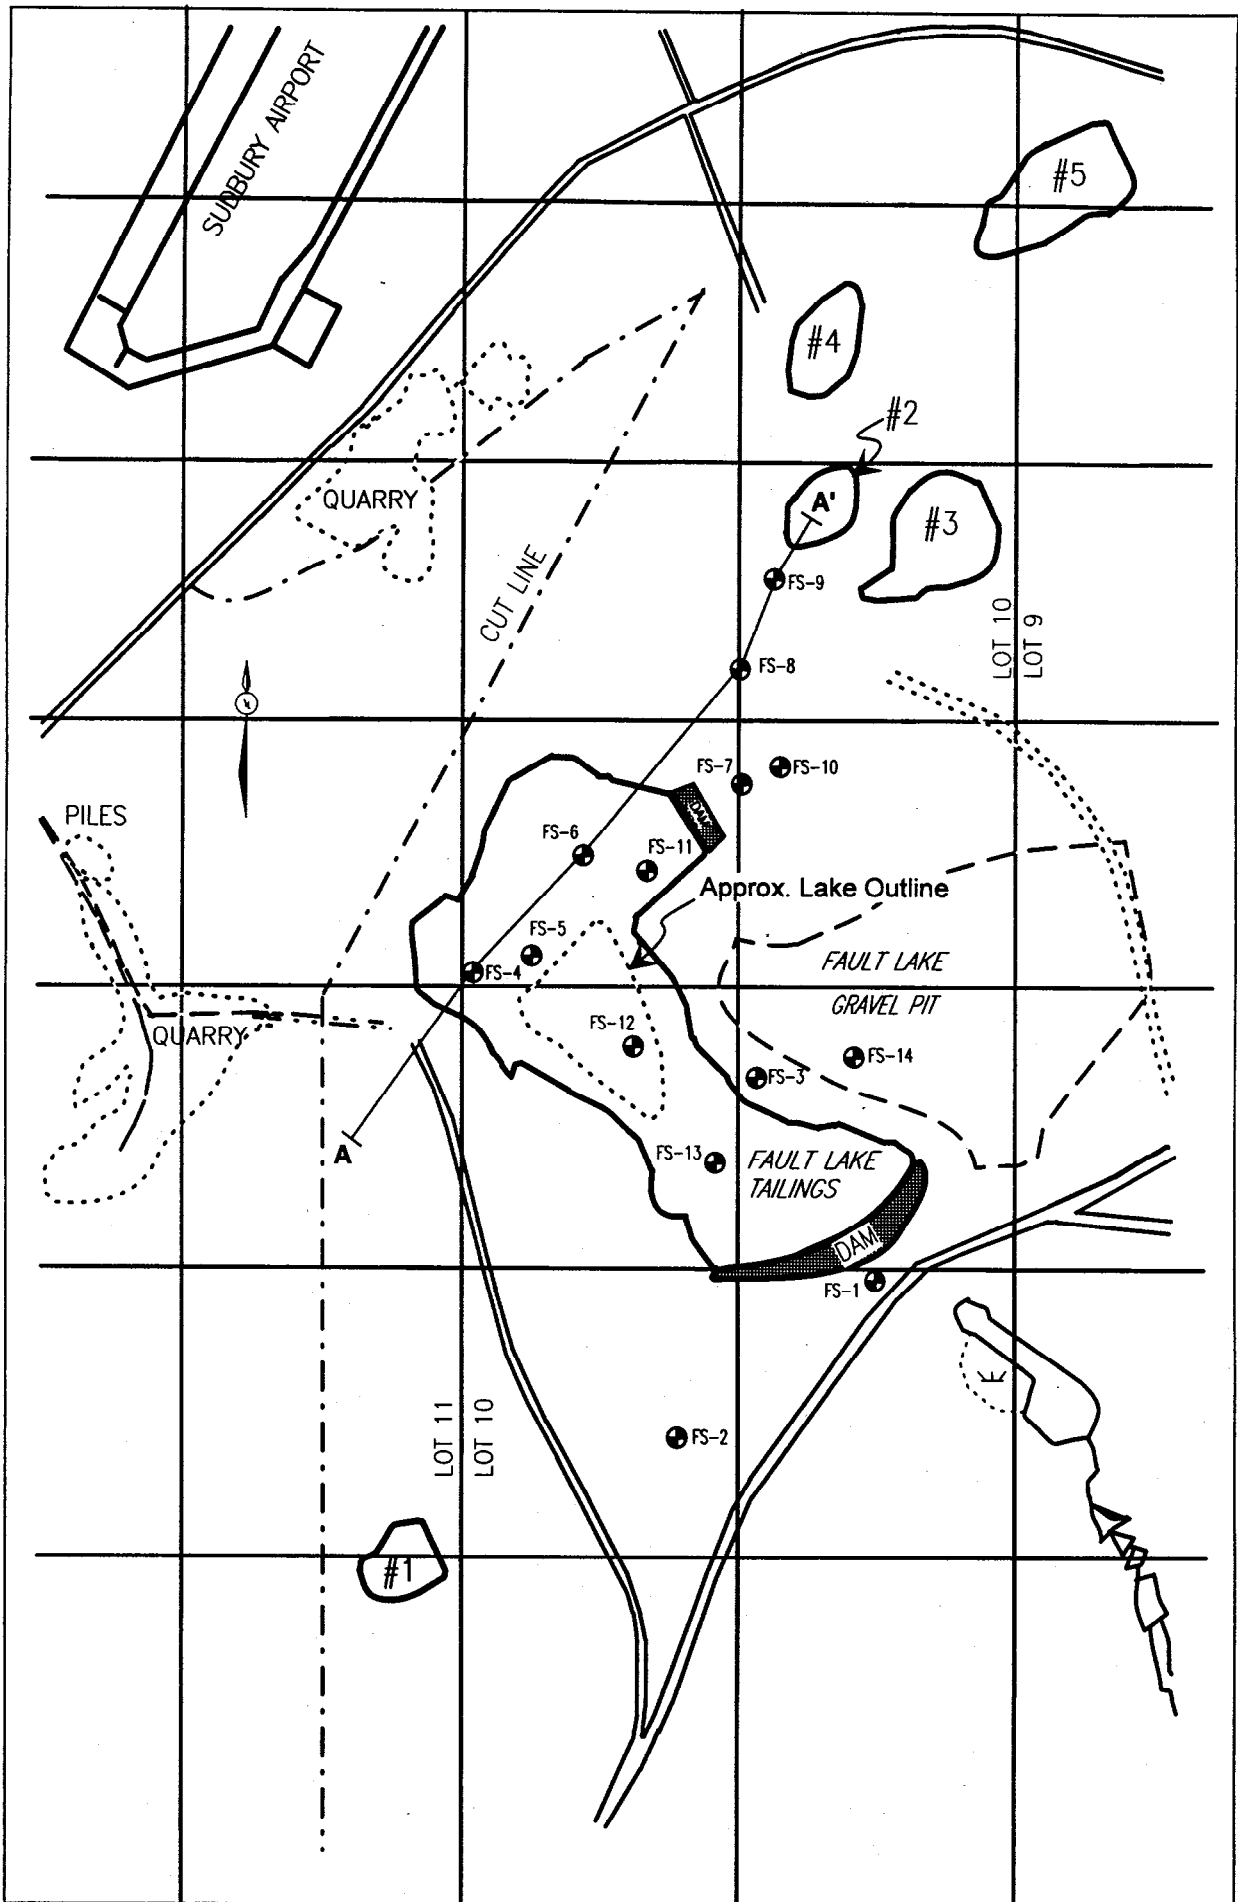 SUDBURY AIRPORT
#5
#4
#2
A'
#3
QUARRY
CUT LINE
FS-9
LOT 10
LOT 9
FS-8
FS-7
FS-10
PILES
DAM
FS-6
FS-11
Approx. Lake Outline
FS-5
FS-4
FAULT LAKE
GRAVEL PIT
QUARRY
FS-12
FS-14
FS-3
A
FS-13
FAULT LAKE
TAILINGS
DAM
FS-1
LOT 11
LOT 10
FS-2
#1